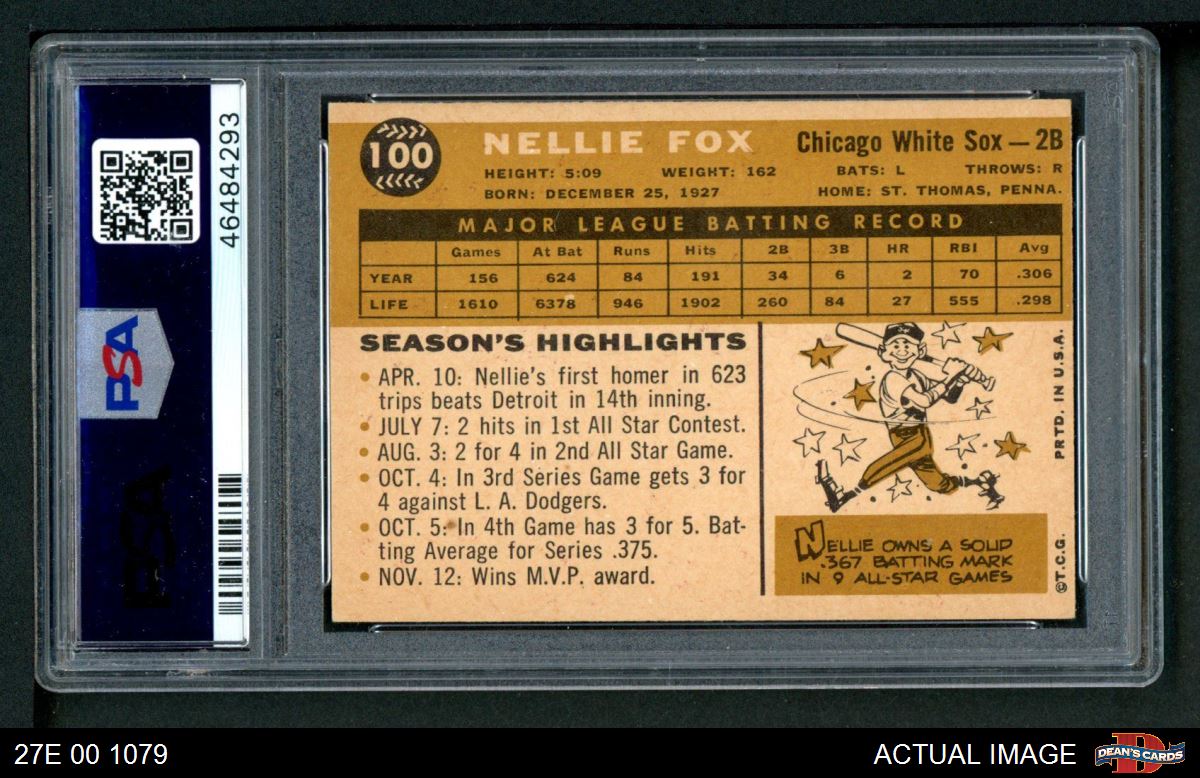 46484293
PSA
PSA
100
NELLIE FOX
Chicago White Sox — 2B
HEIGHT: 5:09 WEIGHT: 162 BATS: L THROWS: R
BORN: DECEMBER 25, 1927 HOME: ST. THOMAS, PENNA.
MAJOR LEAGUE BATTING RECORD
Games At Bat Runs Hits 2B 3B HR RBI Avg
YEAR 156 624 84 191 34 6 2 70 .306
LIFE 1610 6378 946 1902 260 84 27 555 .298
SEASON'S HIGHLIGHTS
• APR. 10: Nellie's first homer in 623
trips beats Detroit in 14th inning.
• JULY 7: 2 hits in 1st All Star Contest.
• AUG. 3: 2 for 4 in 2nd All Star Game.
• OCT. 4: In 3rd Series Game gets 3 for
4 against L. A. Dodgers.
• OCT. 5: In 4th Game has 3 for 5. Bat-
ting Average for Series .375.
• NOV. 12: Wins M.V.P. award.
NELLIE OWNS A SOLID
.367 BATTING MARK
IN 9 ALL-STAR GAMES
©T.C.G. PRTD. IN U.S.A.
27E 00 1079
ACTUAL IMAGE
DEAN'S CARDS